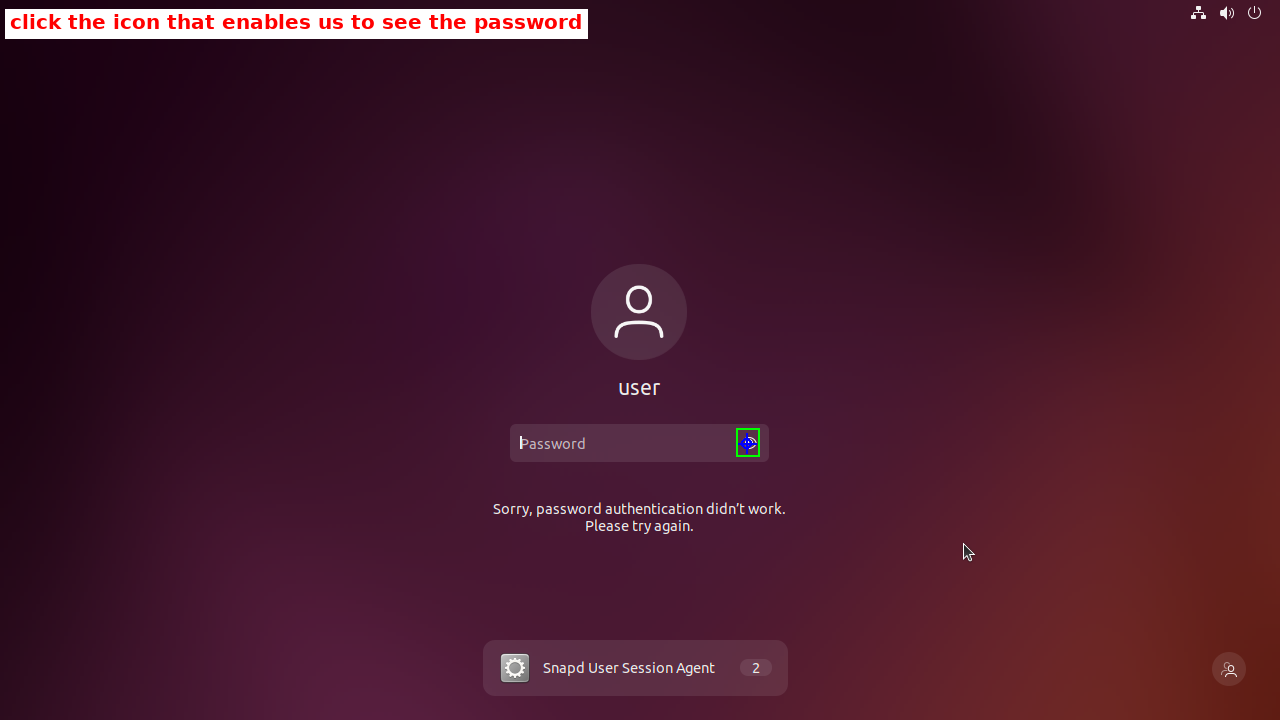 click the icon that enables us to see the password
user
Password
Sorry, password authentication didn't work.
Please try again.
Snapd User Session Agent 2